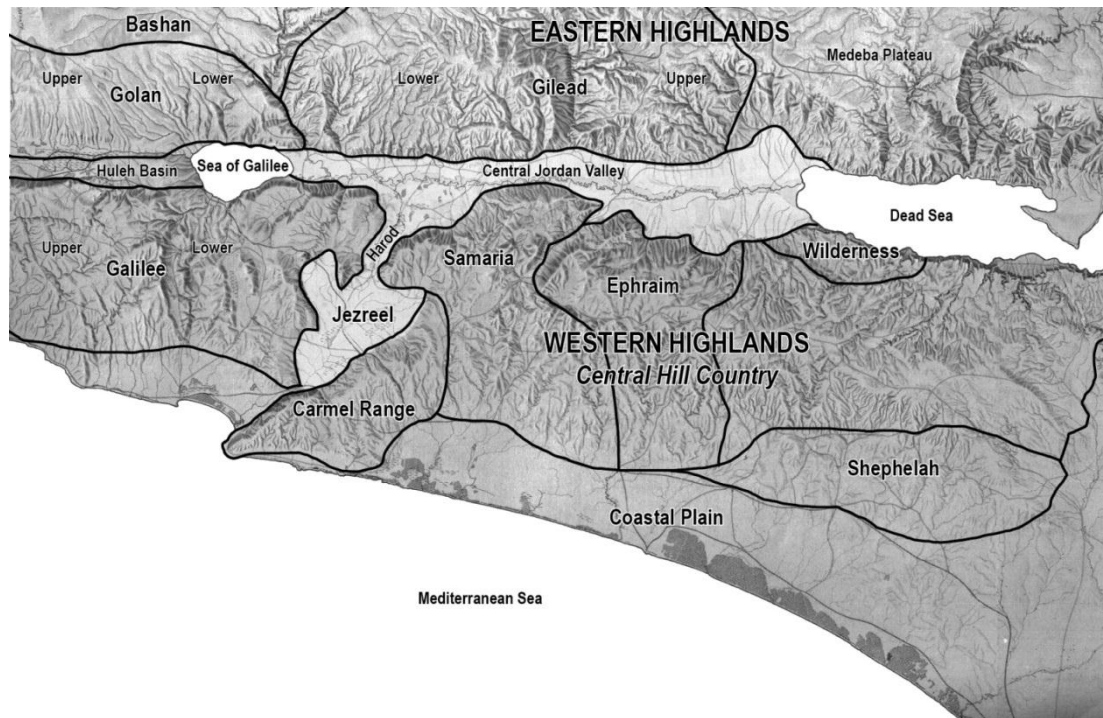 Bashan
EASTERN HIGHLANDS
Medeba Plateau
Upper
Lower
Golan
Lower
Upper
Gilead
Huleh Basin
Sea of Galilee
Central Jordan Valley
Dead Sea
Upper
Lower
Galilee
Harod
Samaria
Wilderness
Ephraim
Jezreel
WESTERN HIGHLANDS
Central Hill Country
Carmel Range
Shephelah
Coastal Plain
Mediterranean Sea